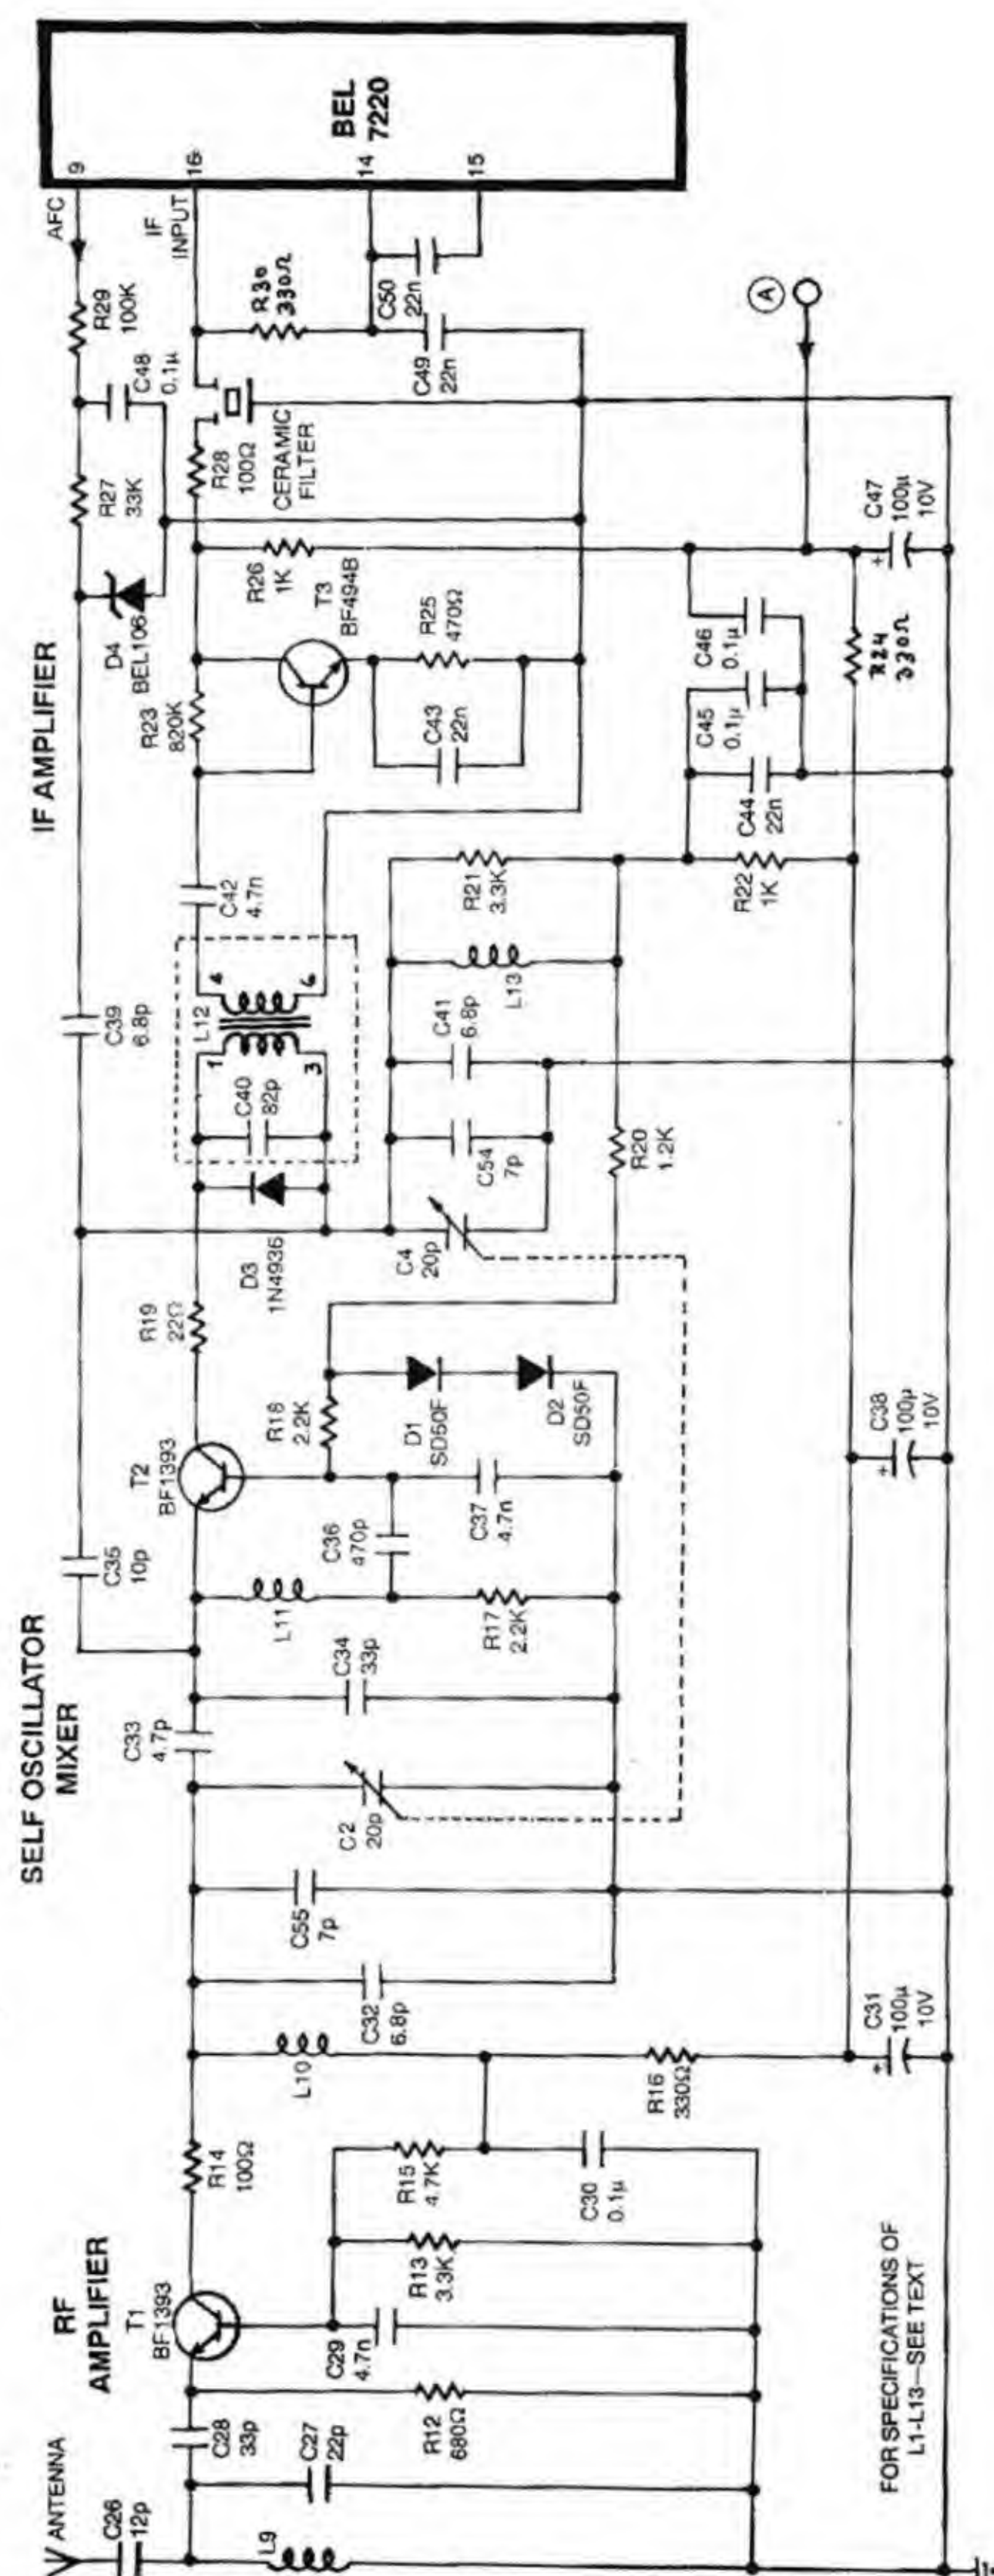 ANTENNA
C26
12p
L9
C28
33p
C27
22p
RF
AMPLIFIER
T1
BF1393
C29
4.7n
R12
680Ω
R13
3.3K
R14
100Ω
R15
4.7K
C30
0.1µ
L10
R16
330Ω
C31
100µ
10V
+
C32
6.8p
C55
7p
C2
20p
SELF OSCILLATOR
MIXER
C33
4.7p
C34
33p
L11
R17
2.2K
C35
10p
C36
470p
C37
4.7n
T2
BF1393
R18
2.2K
D1
SD50F
D2
SD50F
C38
100µ
10V
+
R19
22Ω
D3
1N4936
C4
20p
C54
7p
R20
1.2K
C40
82p
1
3
L12
4
6
C39
6.8p
C41
6.8p
L13
R21
3.3K
C42
4.7n
R22
1K
C44
22n
C45
0.1µ
C46
0.1µ
IF AMPLIFIER
R23
820K
D4
BEL106
T3
BF494B
C43
22n
R25
470Ω
R26
1K
R24
330Ω
C47
100µ
10V
+
R27
33K
R28
100Ω
CERAMIC
FILTER
C48
0.1µ
R29
100K
R30
330Ω
C49
22n
C50
22n
A
AFC
IF
INPUT
9
16
14
15
BEL
7220
FOR SPECIFICATIONS OF
L1-L13—SEE TEXT